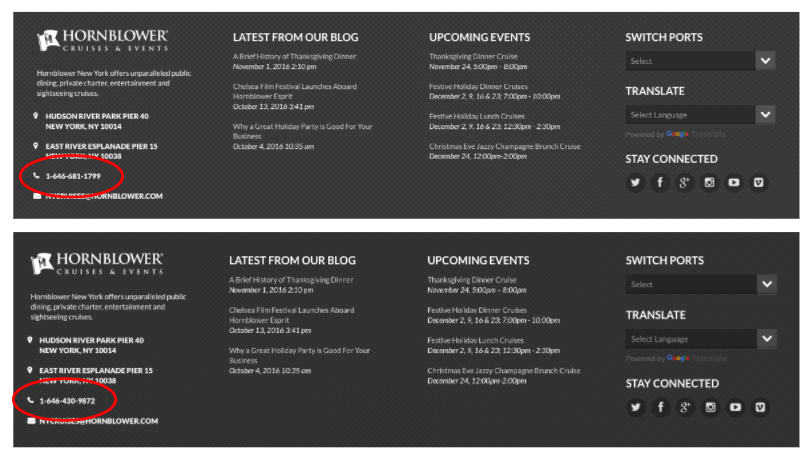 HORNBLOWER
CRUISES & EVENTS
Hornblower New York offers unparalleled public
dining, private charter, entertainment and
sightseeing cruises.
HUDSON RIVER PARK PIER 40
NEW YORK, NY 10014
EAST RIVER ESPLANADE PIER 15
NEW YORK, NY 10038
1-646-681-1799
NYCRUISES@HORNBLOWER.COM
LATEST FROM OUR BLOG
A Brief History of Thanksgiving Dinner
November 1, 2016 2:10 pm
Chelsea Film Festival Launches Aboard
Hornblower Esprit
October 13, 2016 3:41 pm
Why a Great Holiday Party is Good For Your
Business
October 4, 2016 10:35 am
UPCOMING EVENTS
Thanksgiving Dinner Cruise
November 24, 5:00pm - 8:00pm
Festive Holiday Dinner Cruises
December 2, 9, 16 & 23; 7:00pm - 10:00pm
Festive Holiday Lunch Cruises
December 2, 9, 16 & 23; 12:30pm - 2:30pm
Christmas Eve Jazzy Champagne Brunch Cruise
December 24, 12:00pm-2:00pm
SWITCH PORTS
Select
TRANSLATE
Select Language
Powered by Google Translate
STAY CONNECTED
HORNBLOWER
CRUISES & EVENTS
Hornblower New York offers unparalleled public
dining, private charter, entertainment and
sightseeing cruises.
HUDSON RIVER PARK PIER 40
NEW YORK, NY 10014
EAST RIVER ESPLANADE PIER 15
NEW YORK, NY 10038
1-646-430-9872
NYCRUISES@HORNBLOWER.COM
LATEST FROM OUR BLOG
A Brief History of Thanksgiving Dinner
November 1, 2016 2:10 pm
Chelsea Film Festival Launches Aboard
Hornblower Esprit
October 13, 2016 3:41 pm
Why a Great Holiday Party is Good For Your
Business
October 4, 2016 10:35 am
UPCOMING EVENTS
Thanksgiving Dinner Cruise
November 24, 5:00pm - 8:00pm
Festive Holiday Dinner Cruises
December 2, 9, 16 & 23; 7:00pm - 10:00pm
Festive Holiday Lunch Cruises
December 2, 9, 16 & 23; 12:30pm - 2:30pm
Christmas Eve Jazzy Champagne Brunch Cruise
December 24, 12:00pm-2:00pm
SWITCH PORTS
Select
TRANSLATE
Select Language
Powered by Google Translate
STAY CONNECTED